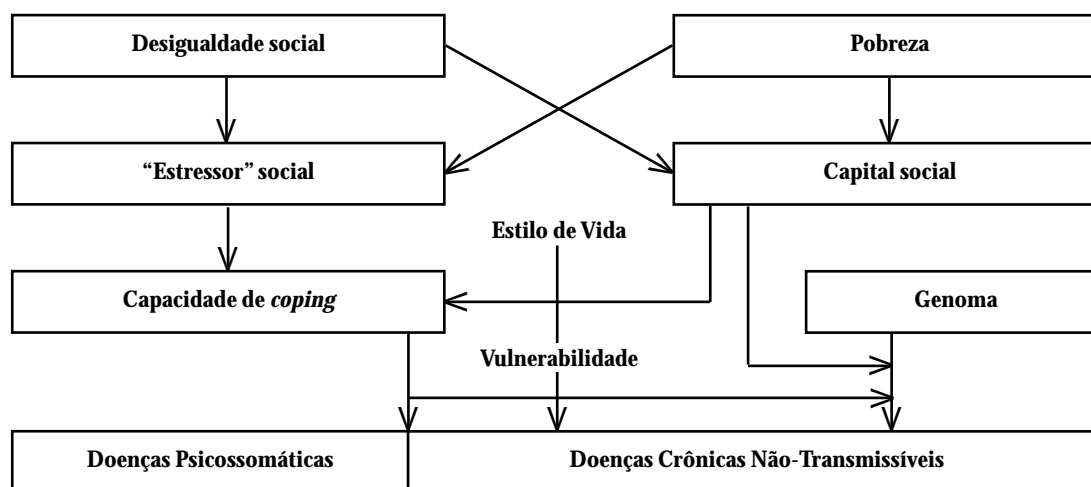 Desigualdade social
Pobreza
“Estressor” social
Capital social
Estilo de Vida
Capacidade de coping
Genoma
Vulnerabilidade
Doenças Psicossomáticas
Doenças Crônicas Não-Transmissíveis